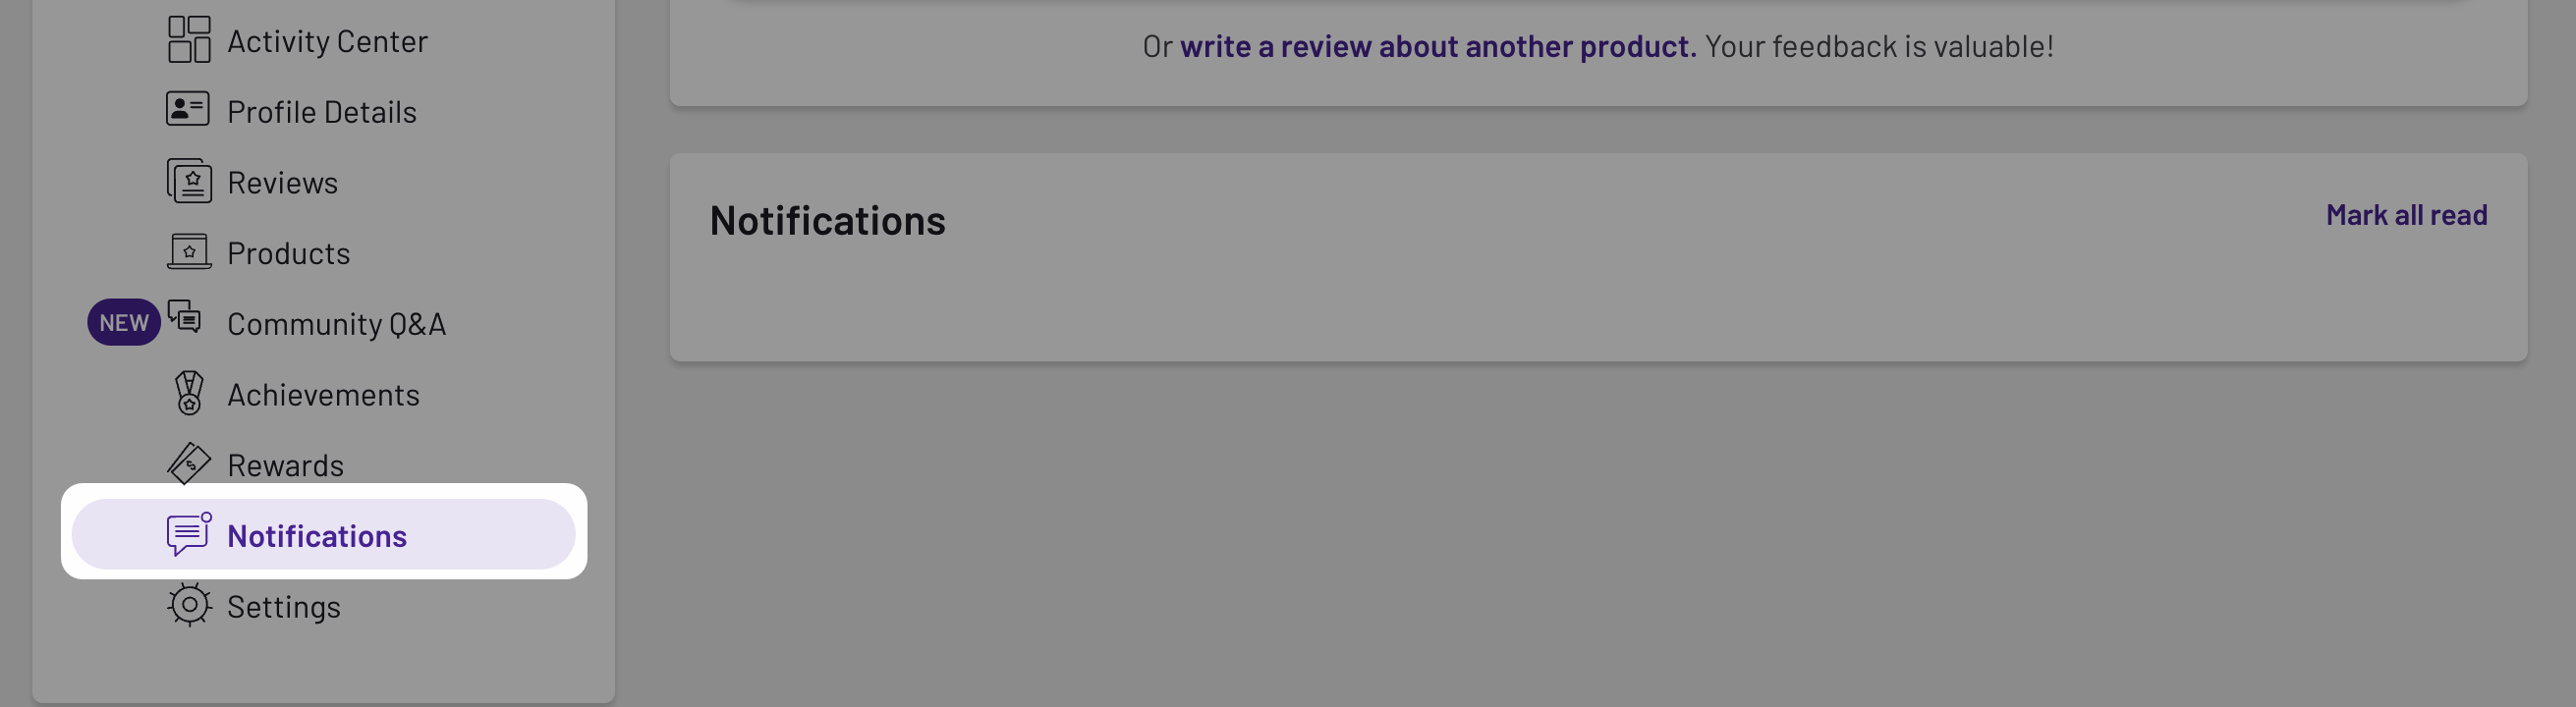 Activity Center
Profile Details
Reviews
Products
NEW Community Q&A
Achievements
Rewards
Notifications
Settings
Or write a review about another product. Your feedback is valuable!
Notifications
Mark all read